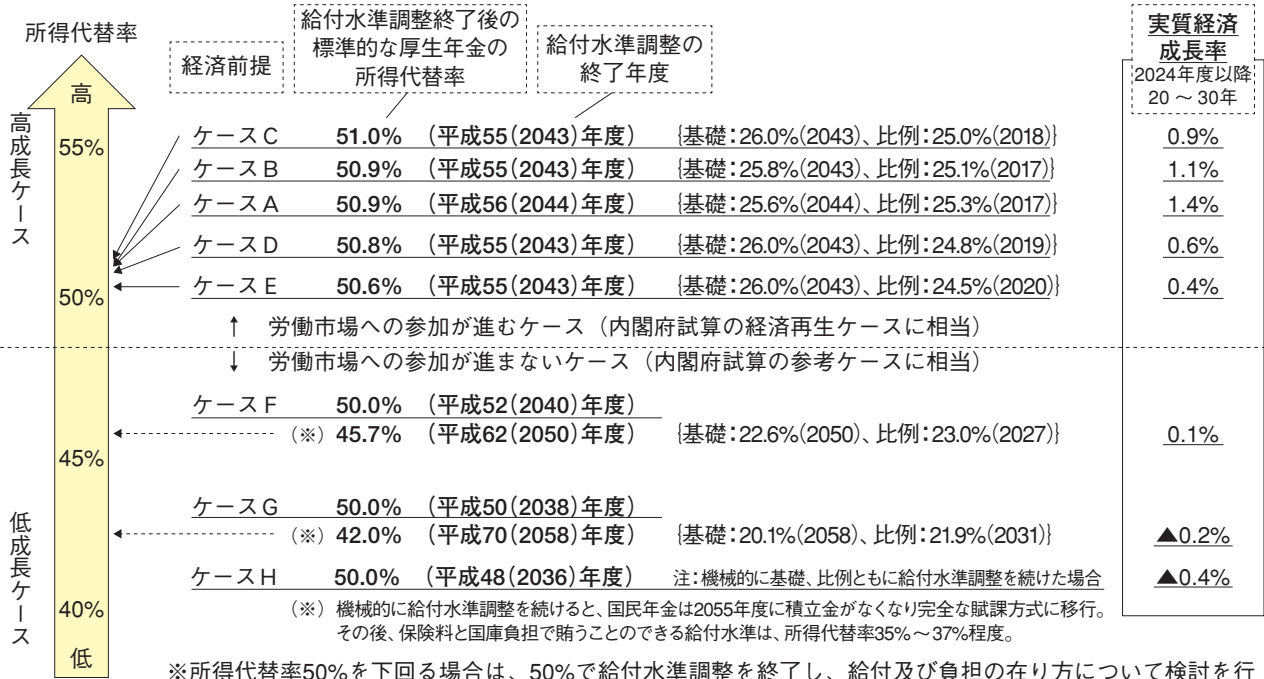 所得代替率
高
高成長ケース
55%
50%
45%
40%
低成長ケース
低
経済前提
給付水準調整終了後の
標準的な厚生年金の
所得代替率
給付水準調整の
終了年度
実質経済
成長率
2024年度以降
20 ~ 30年
ケースC 51.0% (平成55(2043)年度) {基礎:26.0%(2043)、比例:25.0%(2018)} 0.9%
ケースB 50.9% (平成55(2043)年度) {基礎:25.8%(2043)、比例:25.1%(2017)} 1.1%
ケースA 50.9% (平成56(2044)年度) {基礎:25.6%(2044)、比例:25.3%(2017)} 1.4%
ケースD 50.8% (平成55(2043)年度) {基礎:26.0%(2043)、比例:24.8%(2019)} 0.6%
ケースE 50.6% (平成55(2043)年度) {基礎:26.0%(2043)、比例:24.5%(2020)} 0.4%
↑ 労働市場への参加が進むケース(内閣府試算の経済再生ケースに相当)
↓ 労働市場への参加が進まないケース(内閣府試算の参考ケースに相当)
ケースF 50.0% (平成52(2040)年度)
(※) 45.7% (平成62(2050)年度) {基礎:22.6%(2050)、比例:23.0%(2027)} 0.1%
ケースG 50.0% (平成50(2038)年度)
(※) 42.0% (平成70(2058)年度) {基礎:20.1%(2058)、比例:21.9%(2031)} ▲0.2%
ケースH 50.0% (平成48(2036)年度) 注:機械的に基礎、比例ともに給付水準調整を続けた場合 ▲0.4%
(※) 機械的に給付水準調整を続けると、国民年金は2055年度に積立金がなくなり完全な賦課方式に移行。
その後、保険料と国庫負担で賄うことのできる給付水準は、所得代替率35%~37%程度。
※所得代替率50%を下回る場合は、50%で給付水準調整を終了し、給付及び負担の在り方について検討を行